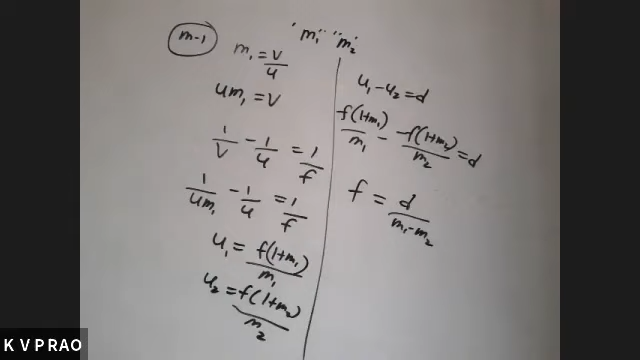 m-1
'm₁' 'm₂'
m₁ = v/u
um₁ = v
1/v - 1/u = 1/f
1/um₁ - 1/u = 1/f
u₁ = f(1+m₁)/m₁
u₂ = f(1+m₂)/m₂
u₁ - u₂ = d
f(1+m₁)/m₁ - f(1+m₂)/m₂ = d
f = d/m₁-m₂
K V P RAO